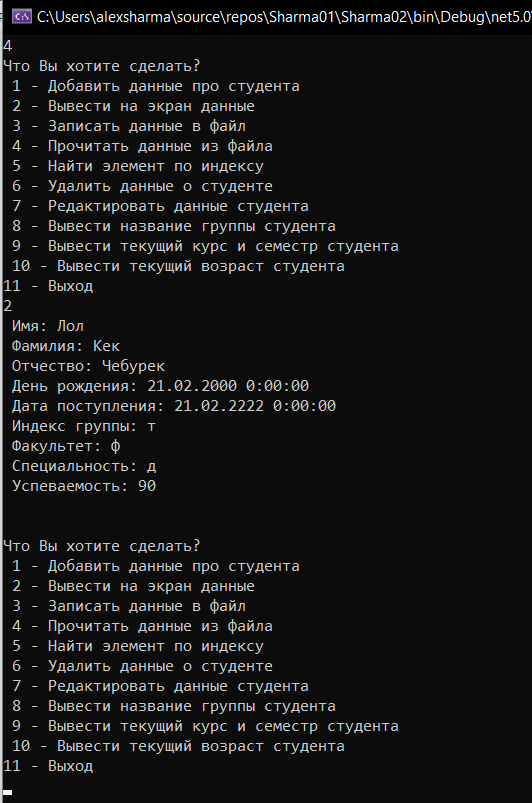 C:\Users\alexsharma\source\repos\Sharma01\Sharma02\bin\Debug\net5.0
4
Что Вы хотите сделать?
1 - Добавить данные про студента
2 - Вывести на экран данные
3 - Записать данные в файл
4 - Прочитать данные из файла
5 - Найти элемент по индексу
6 - Удалить данные о студенте
7 - Редактировать данные студента
8 - Вывести название группы студента
9 - Вывести текущий курс и семестр студента
10 - Вывести текущий возраст студента
11 - Выход
2
Имя: Лол
Фамилия: Кек
Отчество: Чебурек
День рождения: 21.02.2000 0:00:00
Дата поступления: 21.02.2222 0:00:00
Индекс группы: т
Факультет: ф
Специальность: д
Успеваемость: 90
Что Вы хотите сделать?
1 - Добавить данные про студента
2 - Вывести на экран данные
3 - Записать данные в файл
4 - Прочитать данные из файла
5 - Найти элемент по индексу
6 - Удалить данные о студенте
7 - Редактировать данные студента
8 - Вывести название группы студента
9 - Вывести текущий курс и семестр студента
10 - Вывести текущий возраст студента
11 - Выход